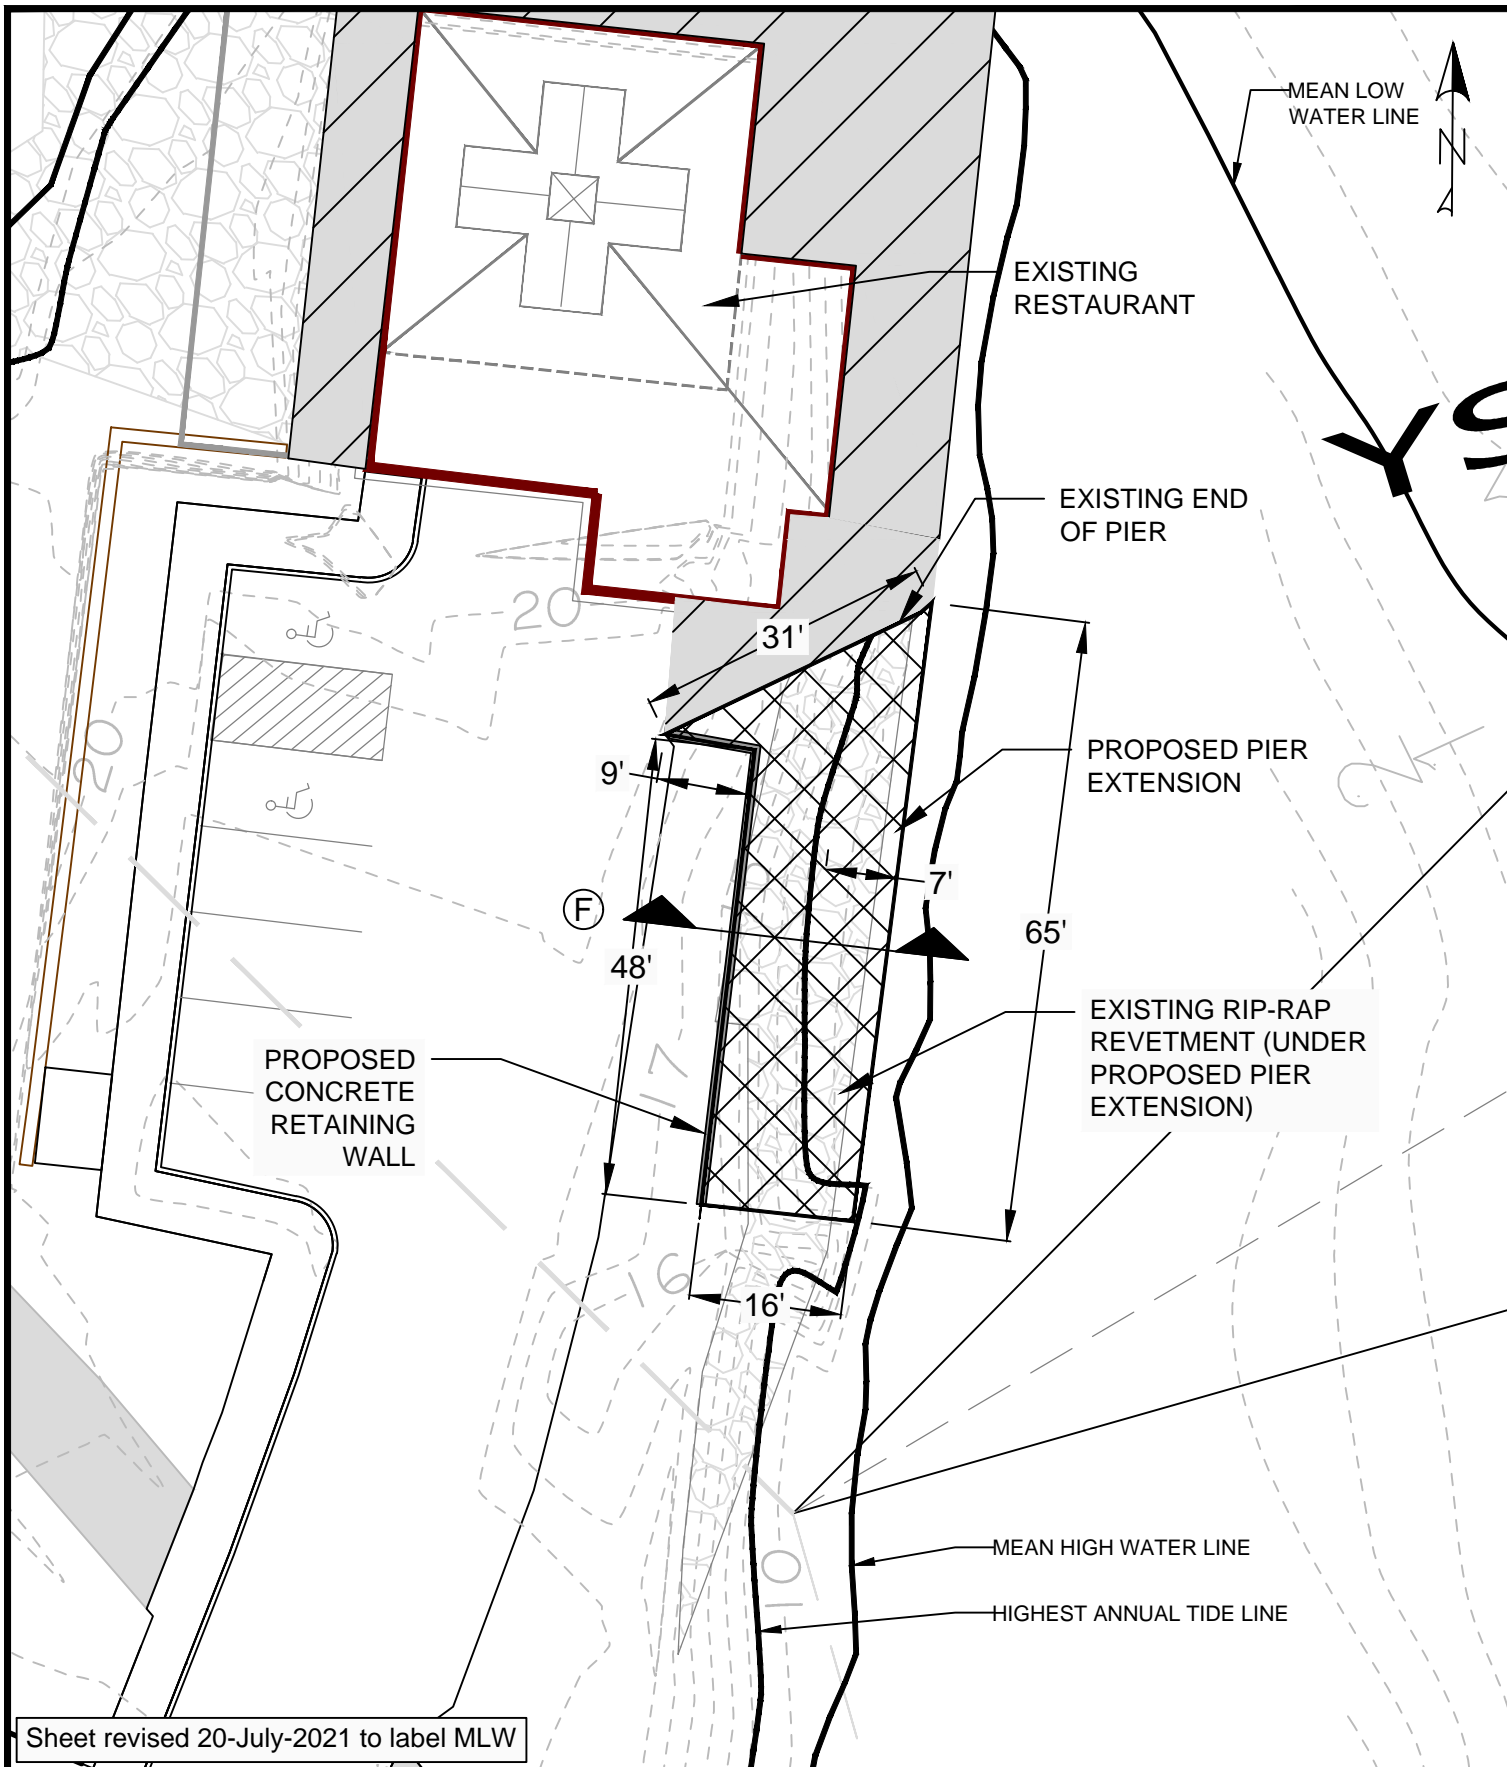 MEAN LOW
WATER LINE
N
EXISTING
RESTAURANT
YS
EXISTING END
OF PIER
20
31'
20
PROPOSED PIER
EXTENSION
9'
7'
F
65'
48'
EXISTING RIP-RAP
REVETMENT (UNDER
PROPOSED PIER
EXTENSION)
PROPOSED
CONCRETE
RETAINING
WALL
17
16
16'
10
MEAN HIGH WATER LINE
HIGHEST ANNUAL TIDE LINE
Sheet revised 20-July-2021 to label MLW